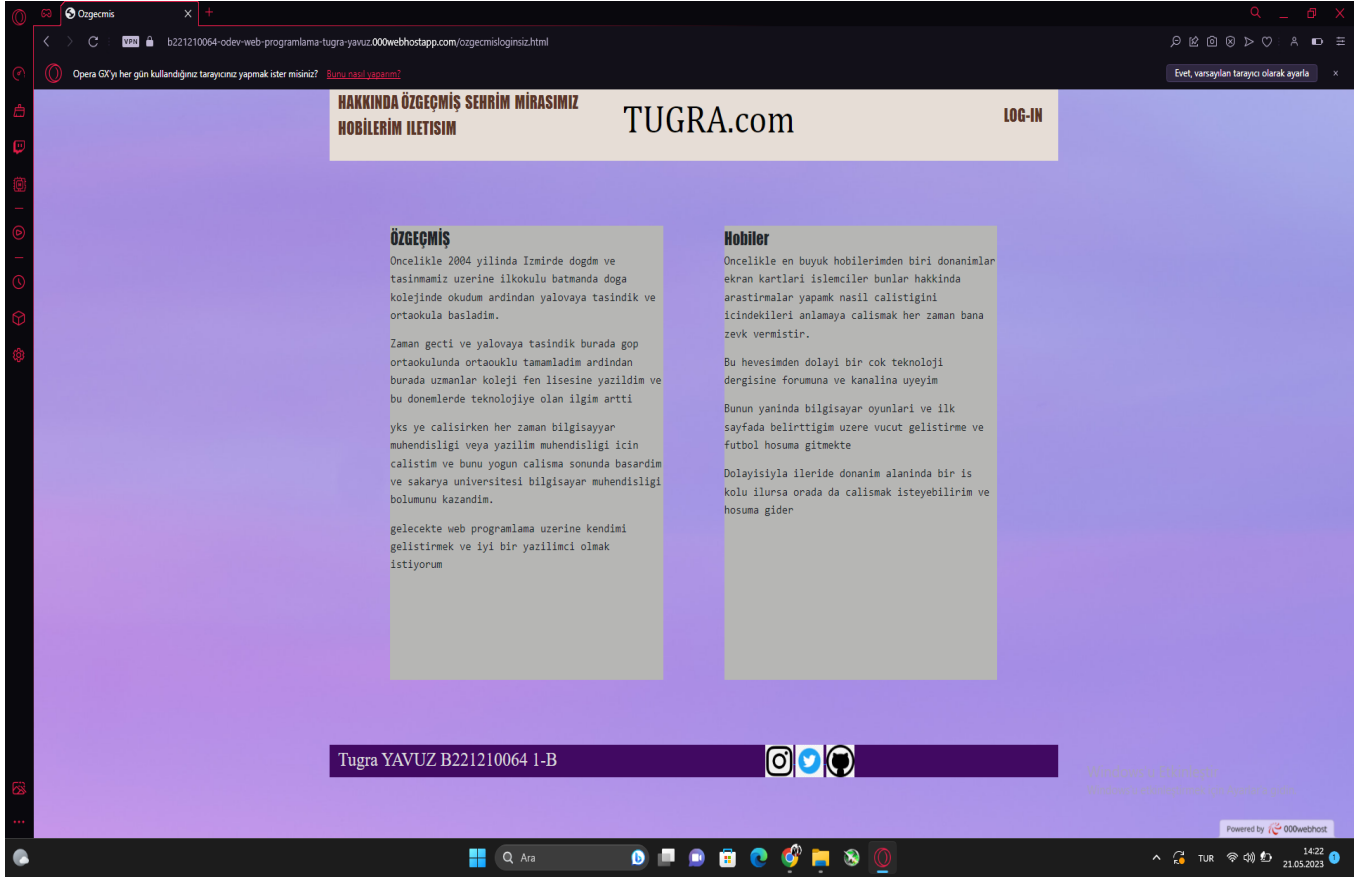 Ozgecmis
VPN
b221210064-odev-web-programlama-tugra-yavuz.000webhostapp.com/ozgecmisloginsiz.html
Opera GX'yı her gün kullandığınız tarayıcınız yapmak ister misiniz? Bunu nasıl yaparım?
Evet, varsayılan tarayıcı olarak ayarla
HAKKINDA ÖZGEÇMİŞ SEHRİM MİRASIMIZ
HOBİLERİM ILETISIM
TUGRA.com
LOG-IN
ÖZGEÇMİŞ
Oncelikle 2004 yilinda Izmirde dogdm ve
tasinmamiz uzerine ilkokulu batmanda doga
kolejinde okudum ardindan yalovaya tasindik ve
ortaokula basladim.
Zaman gecti ve yalovaya tasindik burada gop
ortaokulunda ortaouklu tamamladim ardindan
burada uzmanlar koleji fen lisesine yazildim ve
bu donemlerde teknolojiye olan ilgim artti
yks ye calisirken her zaman bilgisayyar
muhendisligi veya yazilim muhendisligi icin
calistim ve bunu yogun calisma sonunda basardim
ve sakarya universitesi bilgisayar muhendisligi
bolumunu kazandim.
gelecekte web programlama uzerine kendimi
gelistirmek ve iyi bir yazilimci olmak
istiyorum
Hobiler
Oncelikle en buyuk hobilerimden biri donanimlar
ekran kartlari islemciler bunlar hakkinda
arastirmalar yapamk nasil calistigini
icindekileri anlamaya calismak her zaman bana
zevk vermistir.
Bu hevesimden dolayi bir cok teknoloji
dergisine forumuna ve kanalina uyeyim
Bunun yaninda bilgisayar oyunlari ve ilk
sayfada belirttigim uzere vucut gelistirme ve
futbol hosuma gitmekte
Dolayisiyla ileride donanim alaninda bir is
kolu ilursa orada da calismak isteyebilirim ve
hosuma gider
Tugra YAVUZ B221210064 1-B
Powered by 000webhost
Ara
TUR
14:22
21.05.2023
1